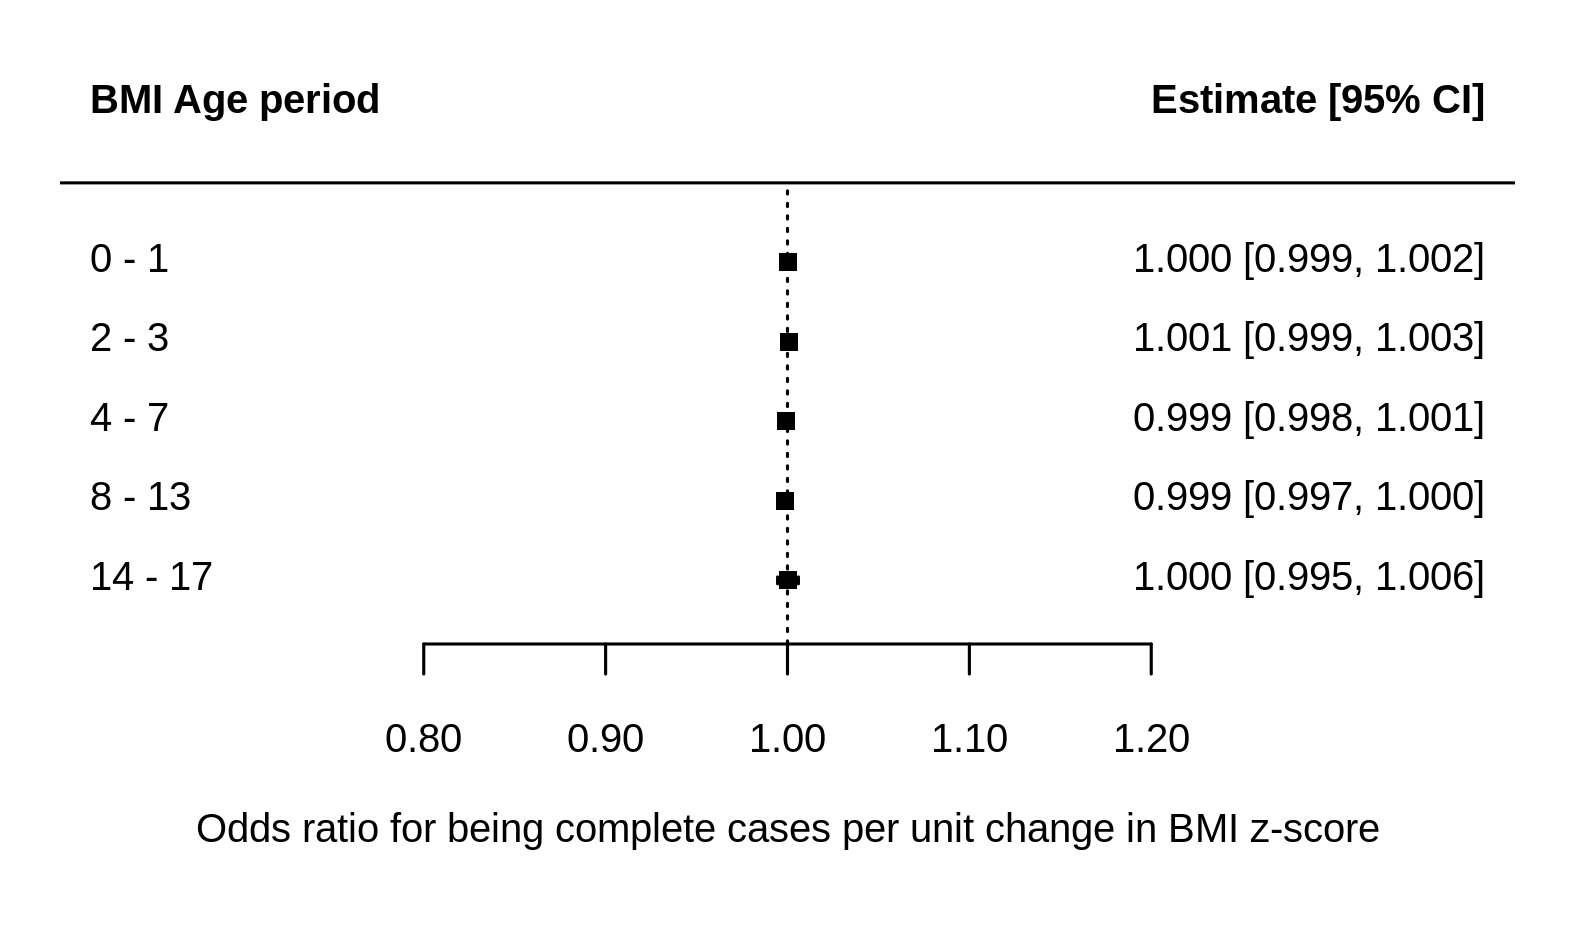 BMI Age period Estimate [95% CI]
0 - 1 1.000 [0.999, 1.002]
2 - 3 1.001 [0.999, 1.003]
4 - 7 0.999 [0.998, 1.001]
8 - 13 0.999 [0.997, 1.000]
14 - 17 1.000 [0.995, 1.006]
0.80 0.90 1.00 1.10 1.20
Odds ratio for being complete cases per unit change in BMI z-score